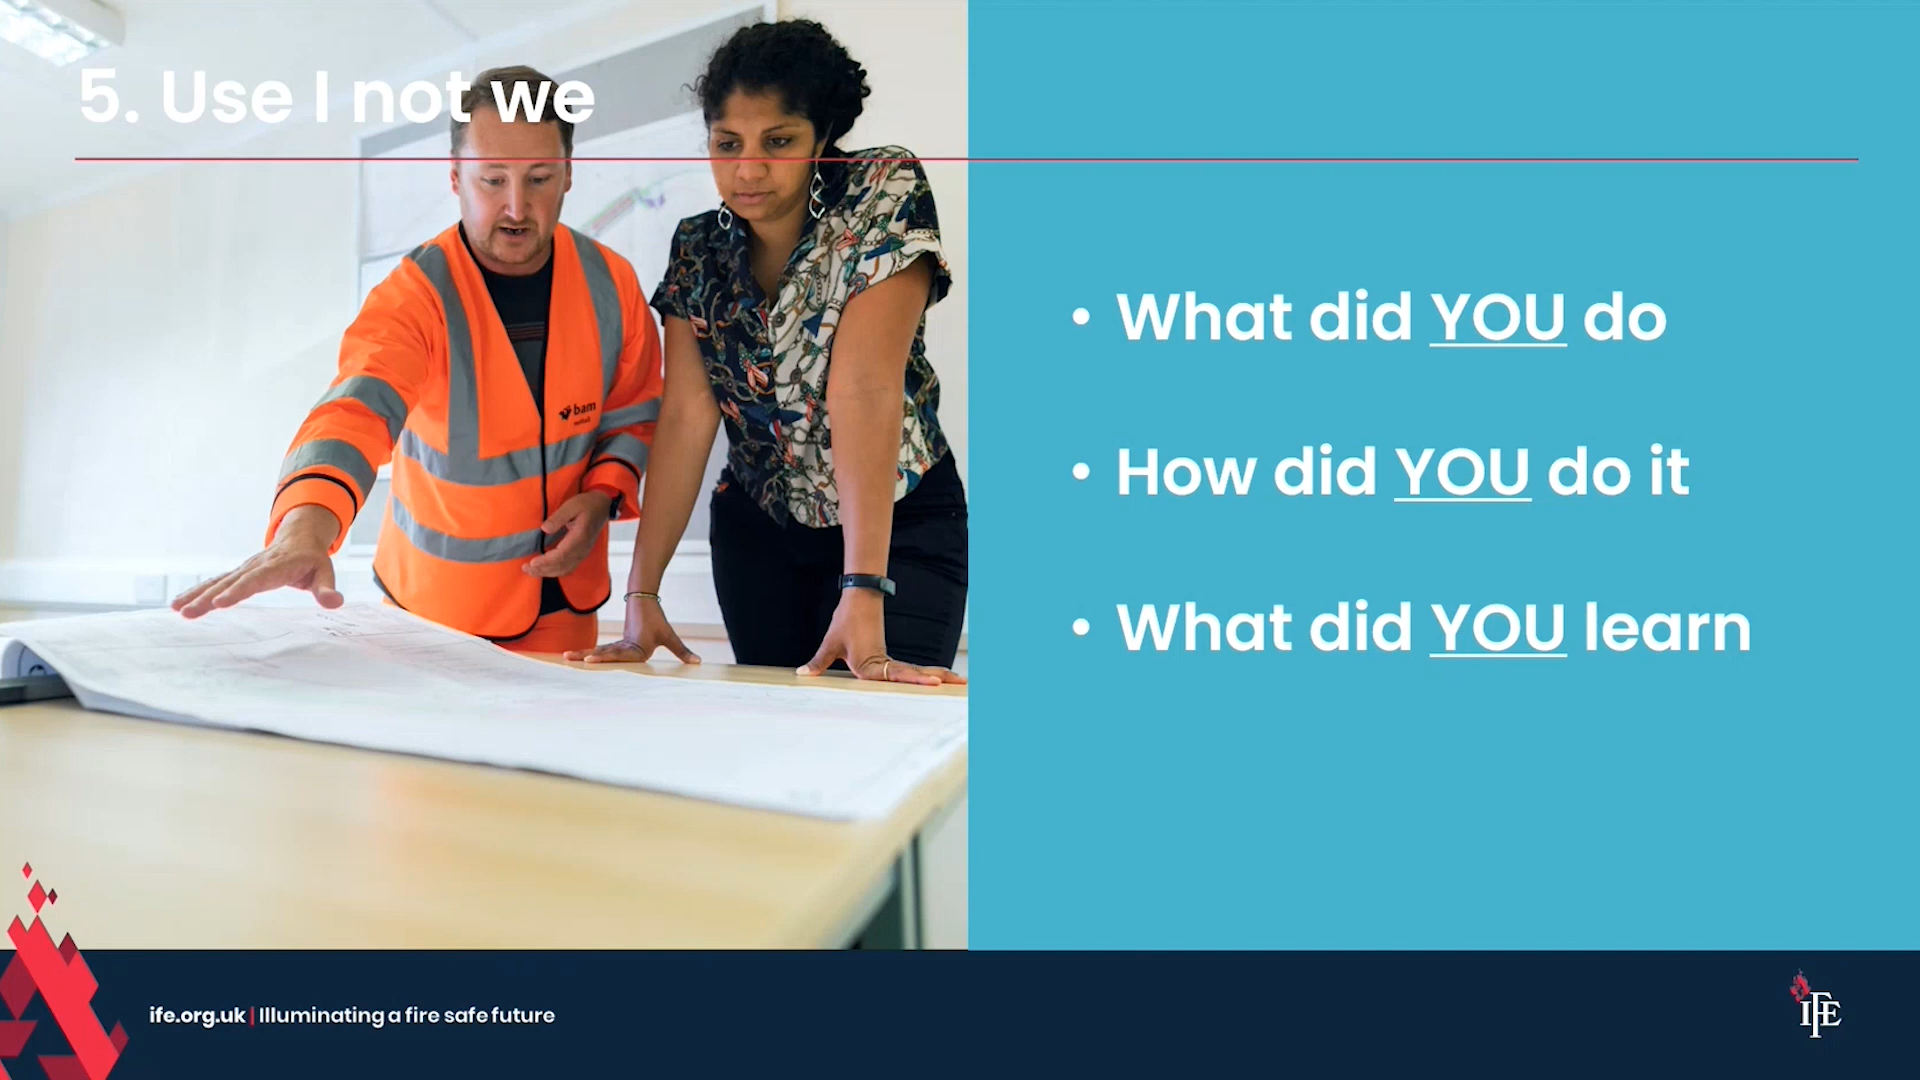 5. Use I not we
bam
• What did YOU do
• How did YOU do it
• What did YOU learn
ife.org.uk | Illuminating a fire safe future
IFE